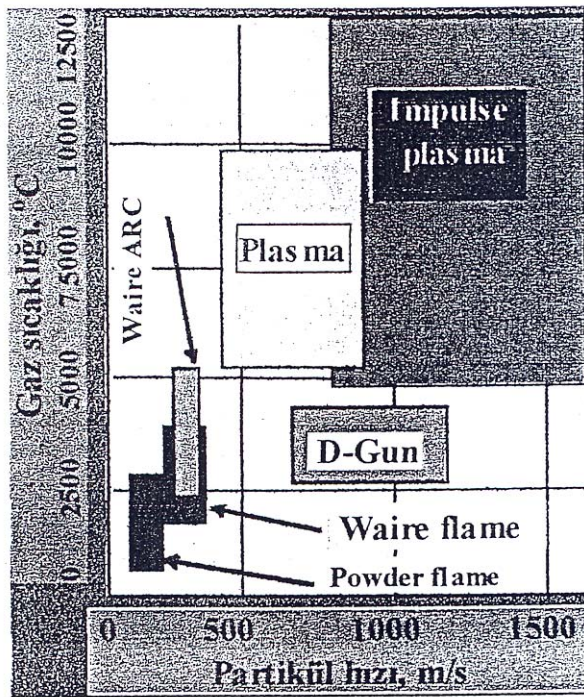 Gaz sıcaklığı, °C
12500
10000
7500
5000
2500
0
Impulse
plasma
Plasma
Waire ARC
D-Gun
Waire flame
Powder flame
0 500 1000 1500
Partikül hızı, m/s